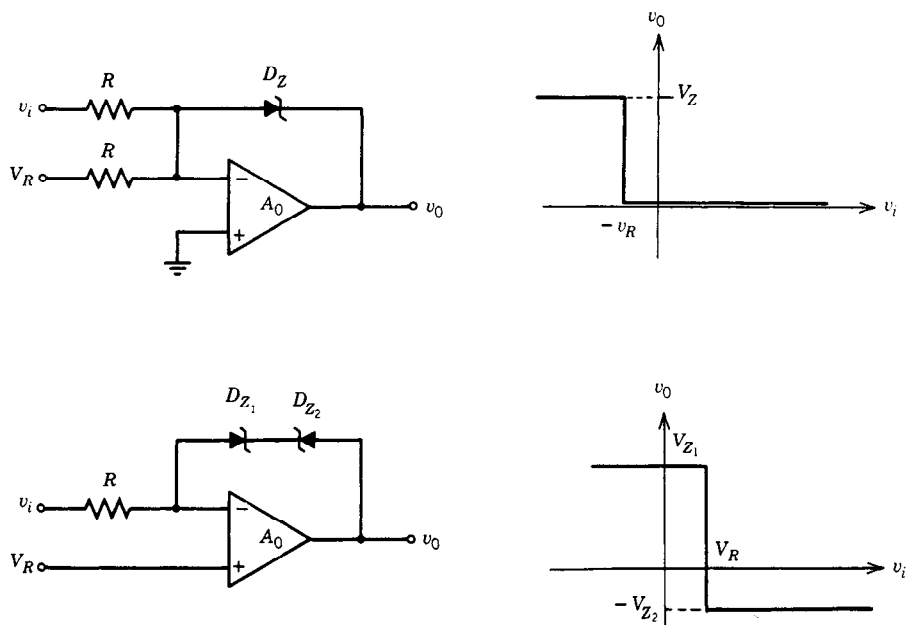 R
D_Z
v_i
R
V_R
−
A_0
+
v_0
v_0
V_Z
− v_R
v_i
D_{Z_1} D_{Z_2}
R
v_i
−
A_0
V_R
+
v_0
v_0
V_{Z_1}
V_R
v_i
− V_{Z_2}